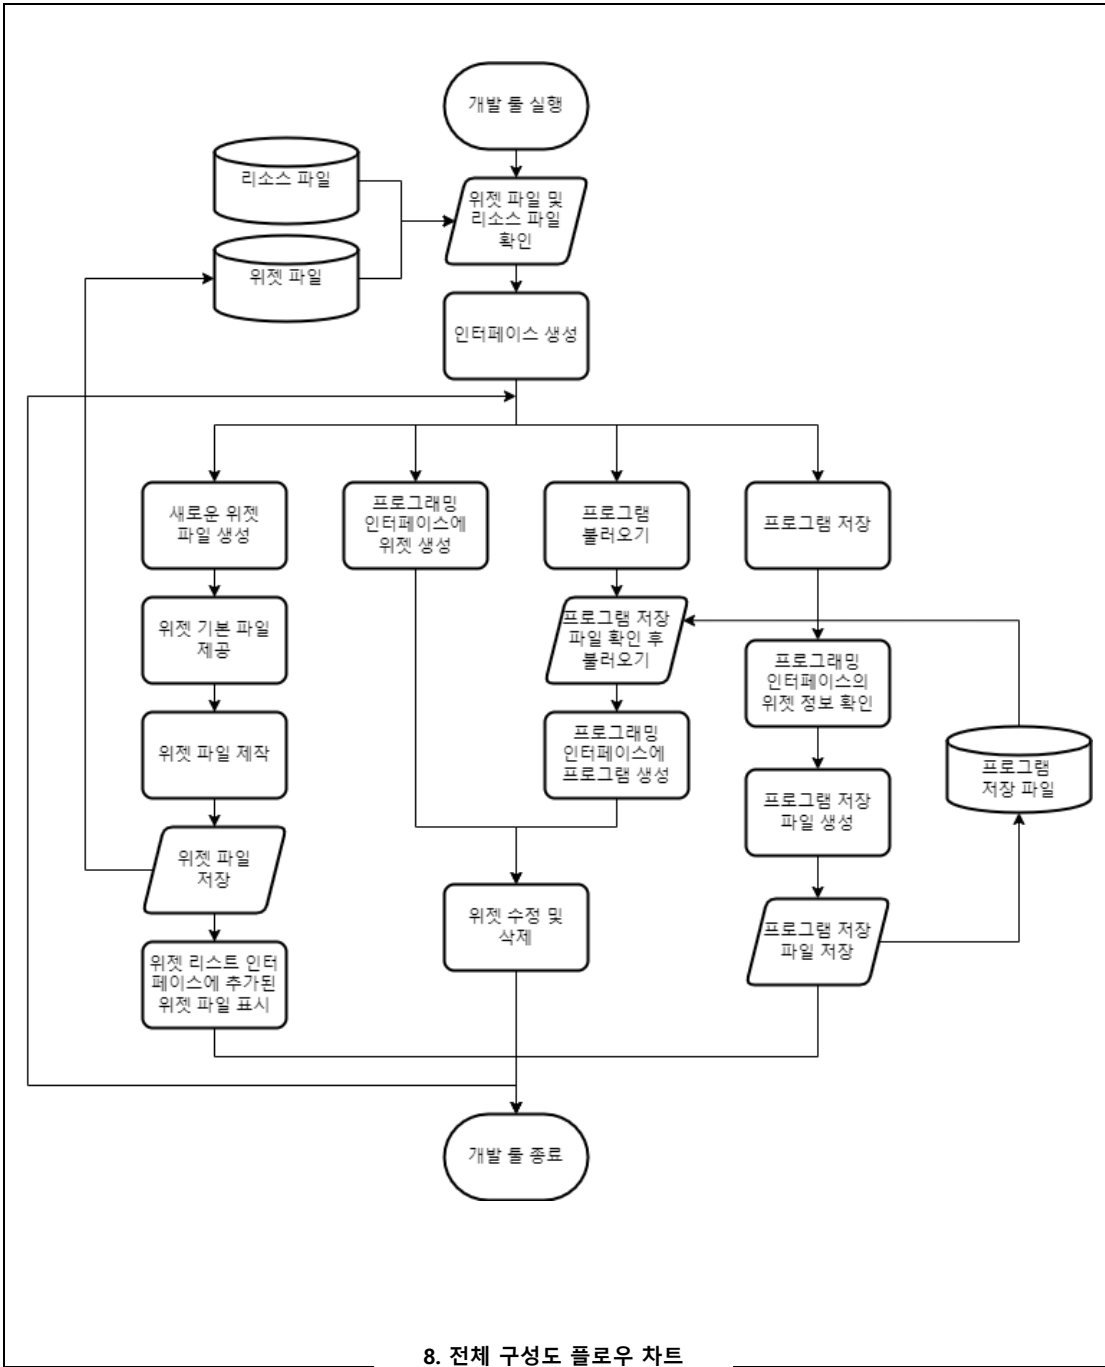 개발 툴 실행
리소스 파일
위젯 파일 및
리소스 파일
확인
위젯 파일
인터페이스 생성
새로운 위젯
파일 생성
프로그래밍
인터페이스에
위젯 생성
프로그램
불러오기
프로그램 저장
위젯 기본 파일
제공
프로그램 저장
파일 확인 후
불러오기
프로그래밍
인터페이스의
위젯 정보 확인
위젯 파일 제작
프로그래밍
인터페이스에
프로그램 생성
프로그램
저장 파일
프로그램 저장
파일 생성
위젯 파일
저장
위젯 수정 및
삭제
프로그램 저장
파일 저장
위젯 리스트 인터
페이스에 추가된
위젯 파일 표시
개발 툴 종료
8. 전체 구성도 플로우 차트